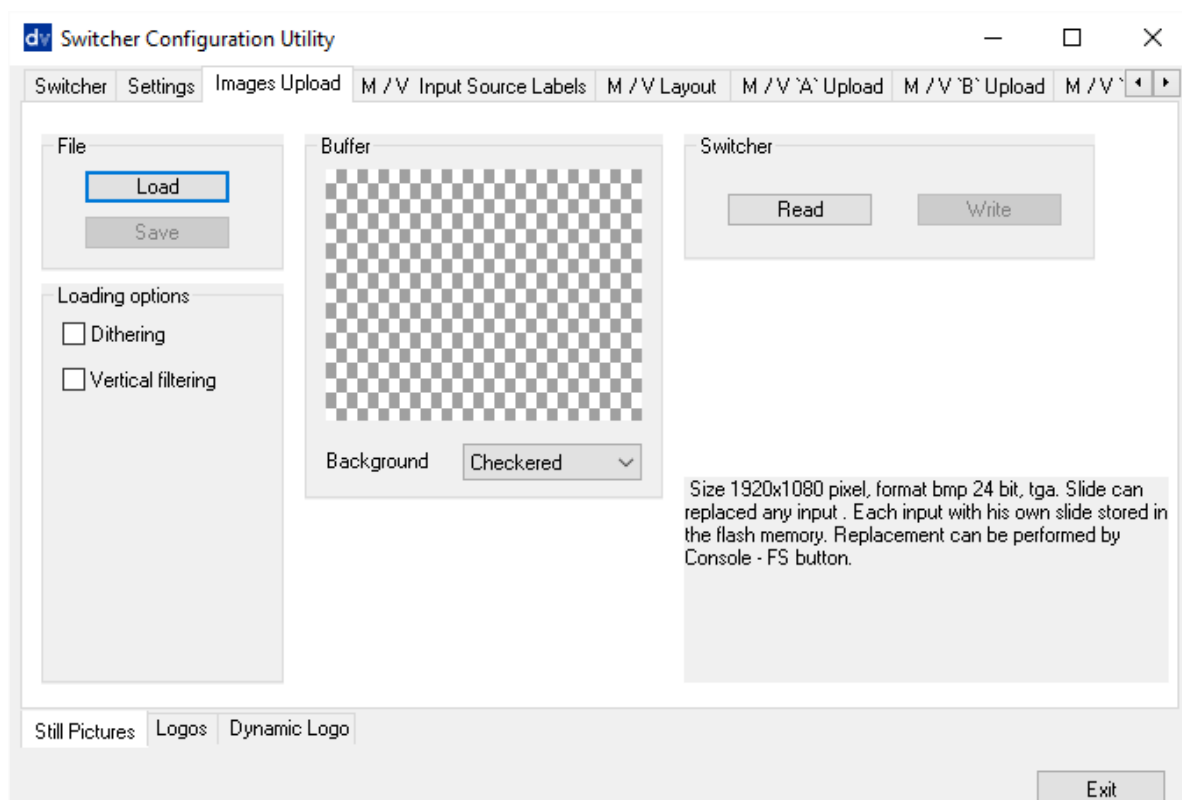 dv Switcher Configuration Utility
Switcher Settings Images Upload M / V Input Source Labels M / V Layout M / V `A` Upload M / V `B` Upload M / V `
File
Load
Save
Loading options
Dithering
Vertical filtering
Buffer
Background Checkered
Switcher
Read Write
Size 1920x1080 pixel, format bmp 24 bit, tga. Slide can
replaced any input . Each input with his own slide stored in
the flash memory. Replacement can be performed by
Console - FS button.
Still Pictures Logos Dynamic Logo
Exit